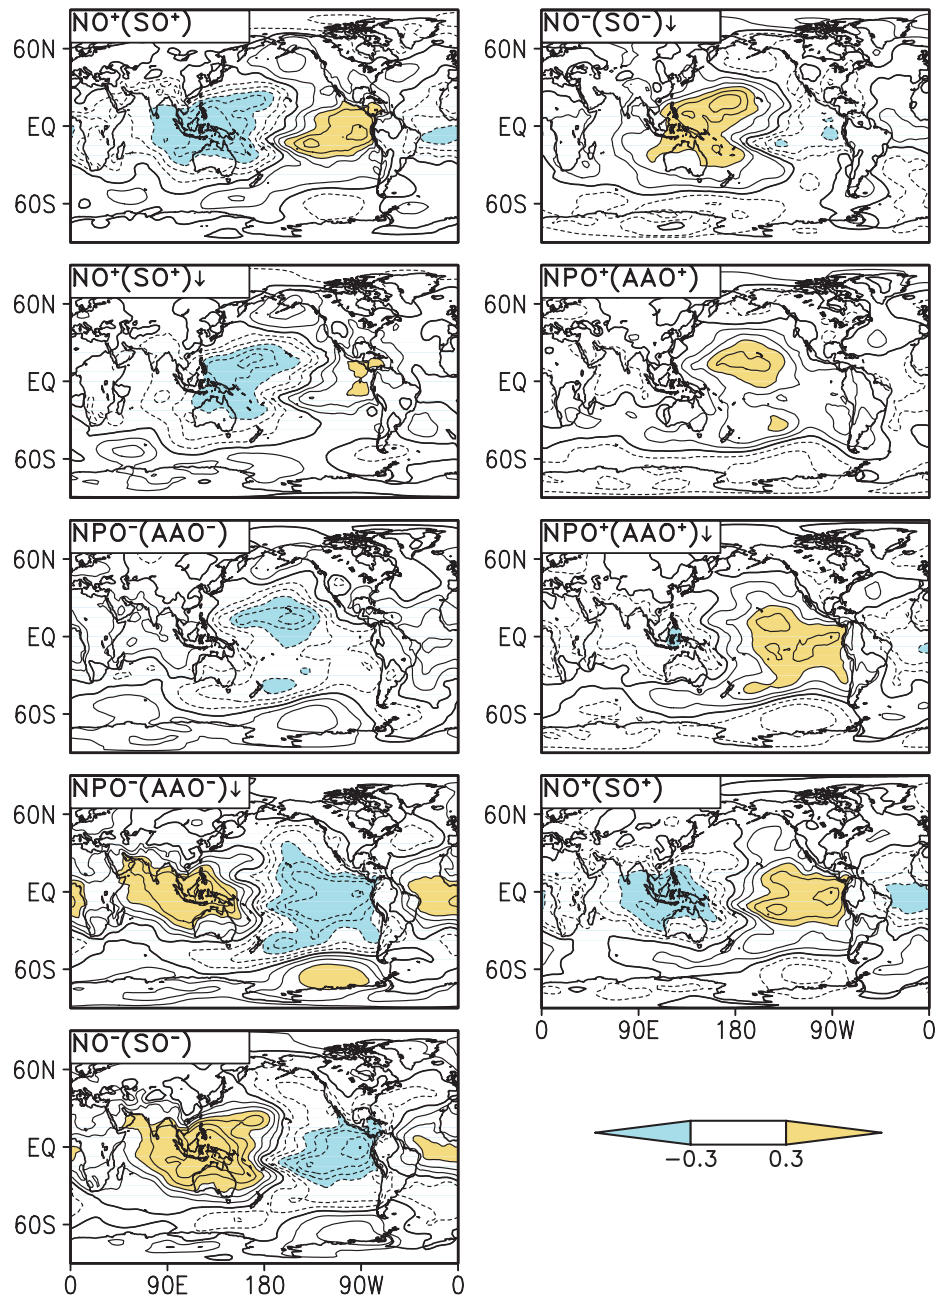 NO⁺(SO⁺)
NO⁻(SO⁻)↓
60N
EQ
60S
60N
EQ
60S
NO⁺(SO⁺)↓
NPO⁺(AAO⁺)
60N
EQ
60S
60N
EQ
60S
NPO⁻(AAO⁻)
NPO⁺(AAO⁺)↓
60N
EQ
60S
60N
EQ
60S
NPO⁻(AAO⁻)↓
NO⁺(SO⁺)
60N
EQ
60S
60N
EQ
60S
0 90E 180 90W 0
NO⁻(SO⁻)
60N
EQ
60S
0 90E 180 90W 0
−0.3 0.3